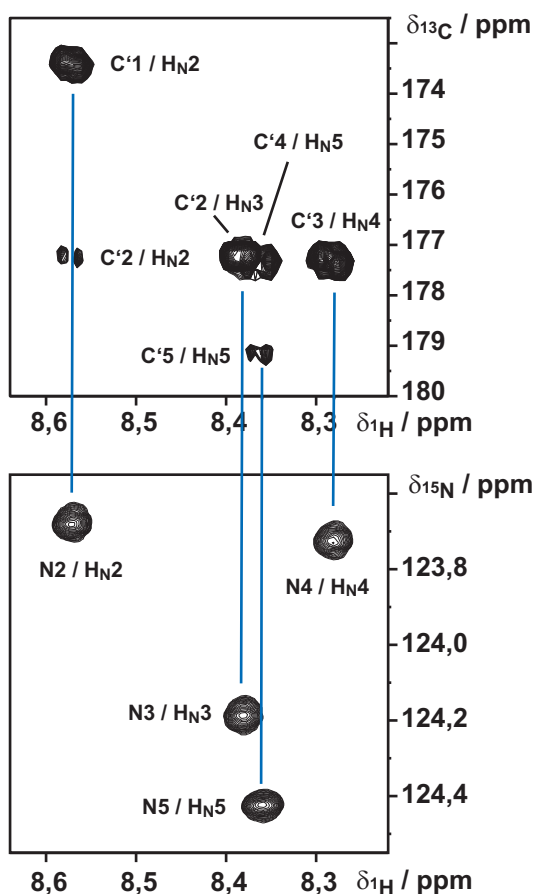 δ13C / ppm
C‘1 / HN2
174
175
C‘4 / HN5
176
C‘2 / HN3
C‘3 / HN4
177
C‘2 / HN2
178
C‘5 / HN5
179
180
8,6 8,5 8,4 8,3 δ1H / ppm
δ15N / ppm
N2 / HN2
N4 / HN4
123,8
124,0
N3 / HN3
124,2
N5 / HN5
124,4
8,6 8,5 8,4 8,3 δ1H / ppm